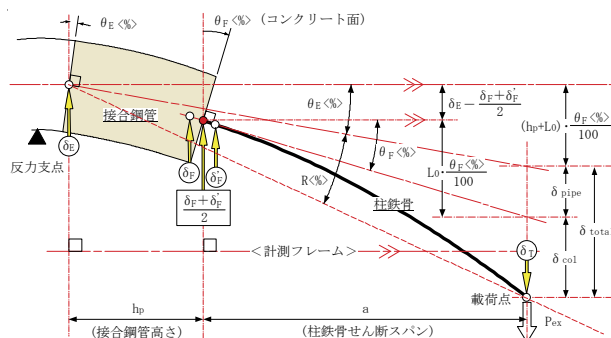 θE<%>
θF<%> (コンクリート面)
接合鋼管
θE<%>
δE－(δF＋δ'F)/2
(hp+L0)・θF<%>/100
θF<%>
L0・θF<%>/100
R<%>
δE
反力支点
δF
δ'F
(δF＋δ'F)/2
柱鉄骨
δpipe
δtota
δcol
<計測フレーム>
δT
載荷点
Pex
hp
a
(接合鋼管高さ)
(柱鉄骨せん断スパン)